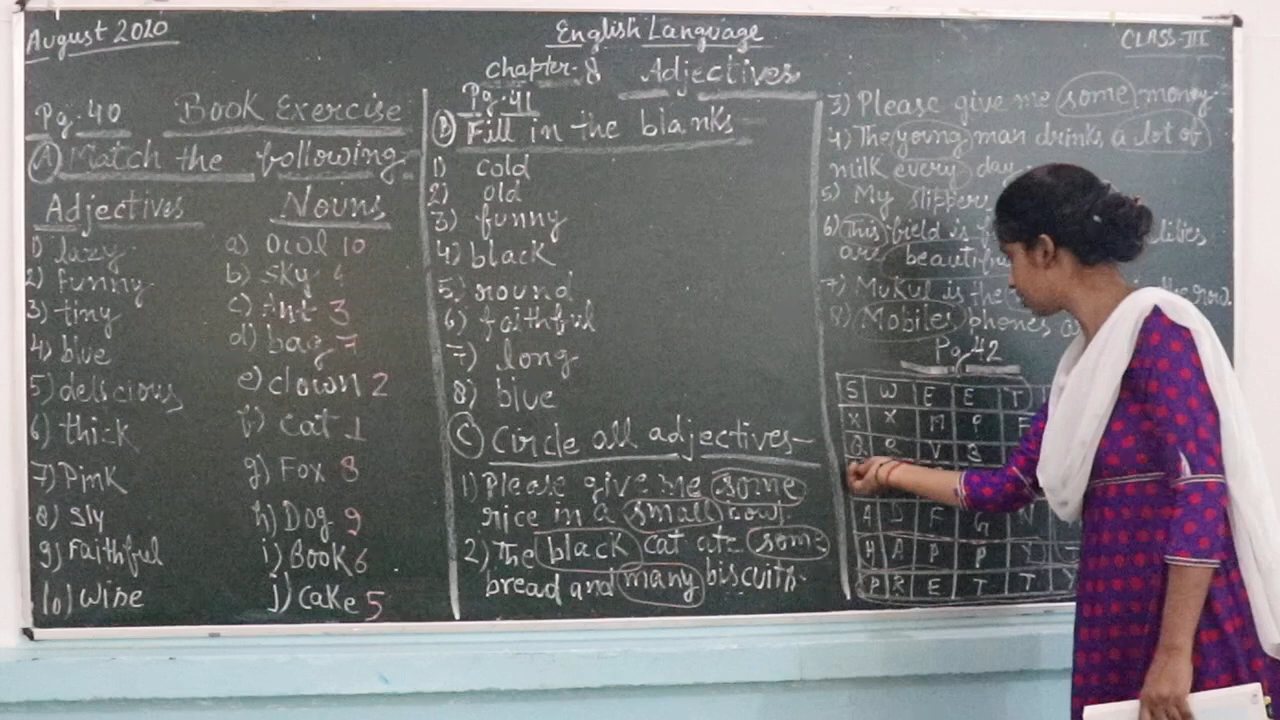 August 2020
English Language
CLASS-III
Chapter-8 Adjectives
Pg. 40 Book Exercise
(A) Match the following
Adjectives Nouns
1) lazy a) Owl 10
2) Funny b) Sky 4
3) tiny c) Ant 3
4) blue d) bag 7
5) delscious e) clown 2
6) thick f) Cat 1
7) Pink g) Fox 8
8) Sly h) Dog 9
9) Faithful i) Book 6
10) Wise j) Cake 5
Pg. 41
(B) Fill in the blanks
1) cold
2) old
3) funny
4) black
5) round
6) faithful
7) long
8) blue
(C) Circle all adjectives-
1) Please give me some
rice in a small bowl
2) The black cat ate some
bread and many biscuits.
3) Please give me some money
4) The young man drinks a lot of
milk every day
5) My slipper
6) This field is
are
7) Mukul is the
8) Mobiles phones
Pg. 42
S W E E T
X X M F
Q V
A D F G N
H A P P Y
P R E T T Y